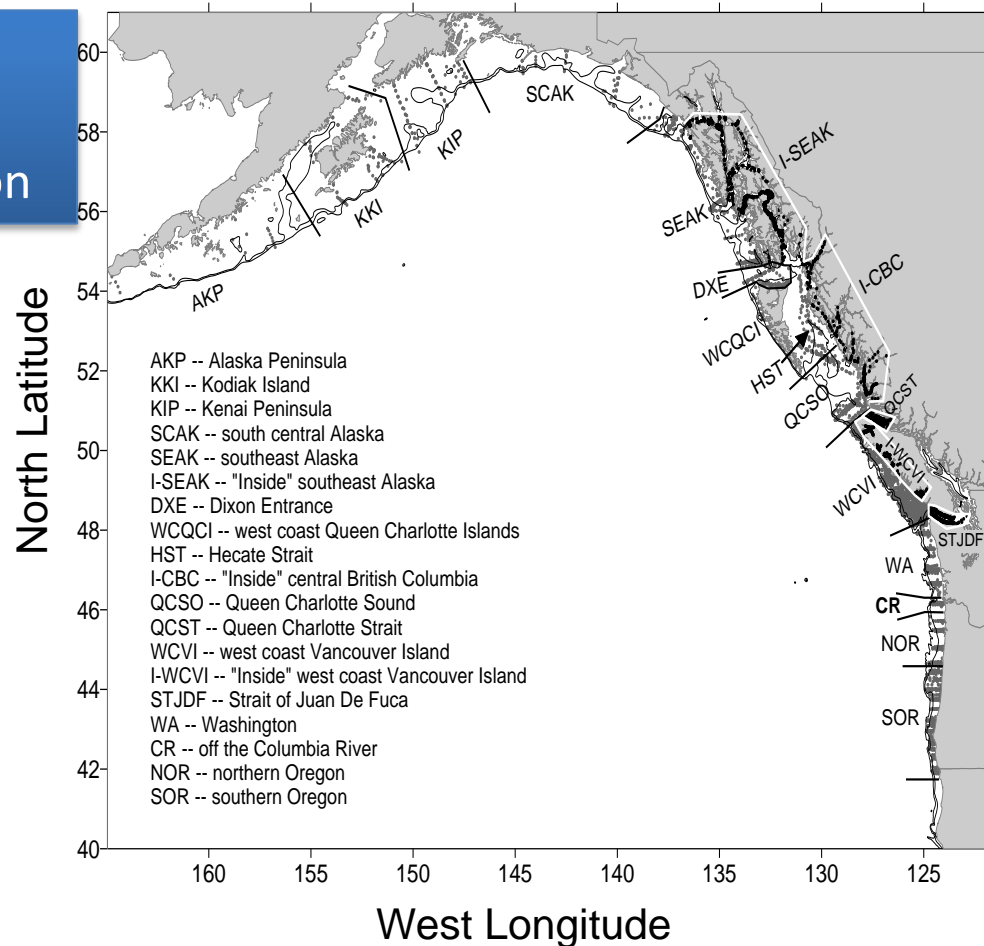 on
North Latitude
60
58
56
54
52
50
48
46
44
42
40
SCAK
KIP
KKI
AKP
I-SEAK
SEAK
DXE
I-CBC
WCQCI
HST
QCSO
QCST
I-WCVI
WCVI
STJDF
WA
CR
NOR
SOR
AKP -- Alaska Peninsula
KKI -- Kodiak Island
KIP -- Kenai Peninsula
SCAK -- south central Alaska
SEAK -- southeast Alaska
I-SEAK -- "Inside" southeast Alaska
DXE -- Dixon Entrance
WCQCI -- west coast Queen Charlotte Islands
HST -- Hecate Strait
I-CBC -- "Inside" central British Columbia
QCSO -- Queen Charlotte Sound
QCST -- Queen Charlotte Strait
WCVI -- west coast Vancouver Island
I-WCVI -- "Inside" west coast Vancouver Island
STJDF -- Strait of Juan De Fuca
WA -- Washington
CR -- off the Columbia River
NOR -- northern Oregon
SOR -- southern Oregon
160 155 150 145 140 135 130 125
West Longitude